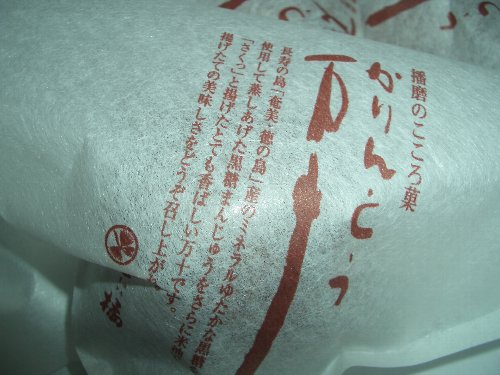 播磨のこころ菓
かりんとう
万十
長寿の島「奄美・徳の島」産のミネラルゆたかな黒糖
使用して蒸しあげた黒糖まんじゅうをさらに米油
「さくっ」と揚げたとても香ばしい万十です。
揚げたての美味しさをどうぞ召し上が